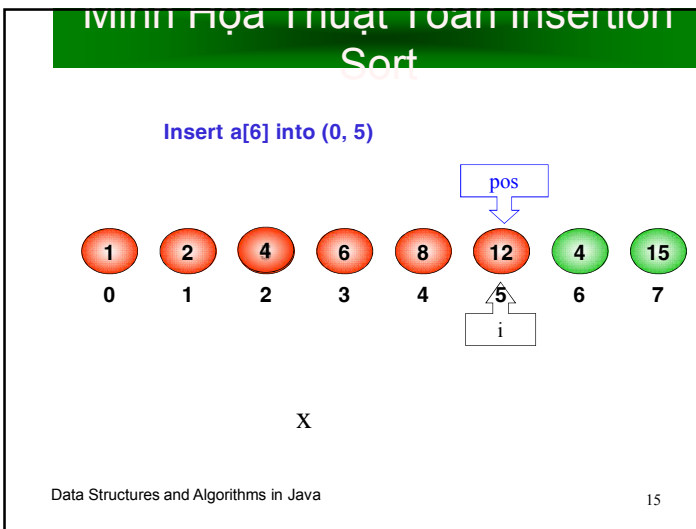 Minh Họa Thuật Toán Insertion
Sort
Insert a[6] into (0, 5)
pos
1 2 4 6 8 12 4 15
0 1 2 3 4 5 6 7
i
x
Data Structures and Algorithms in Java 15